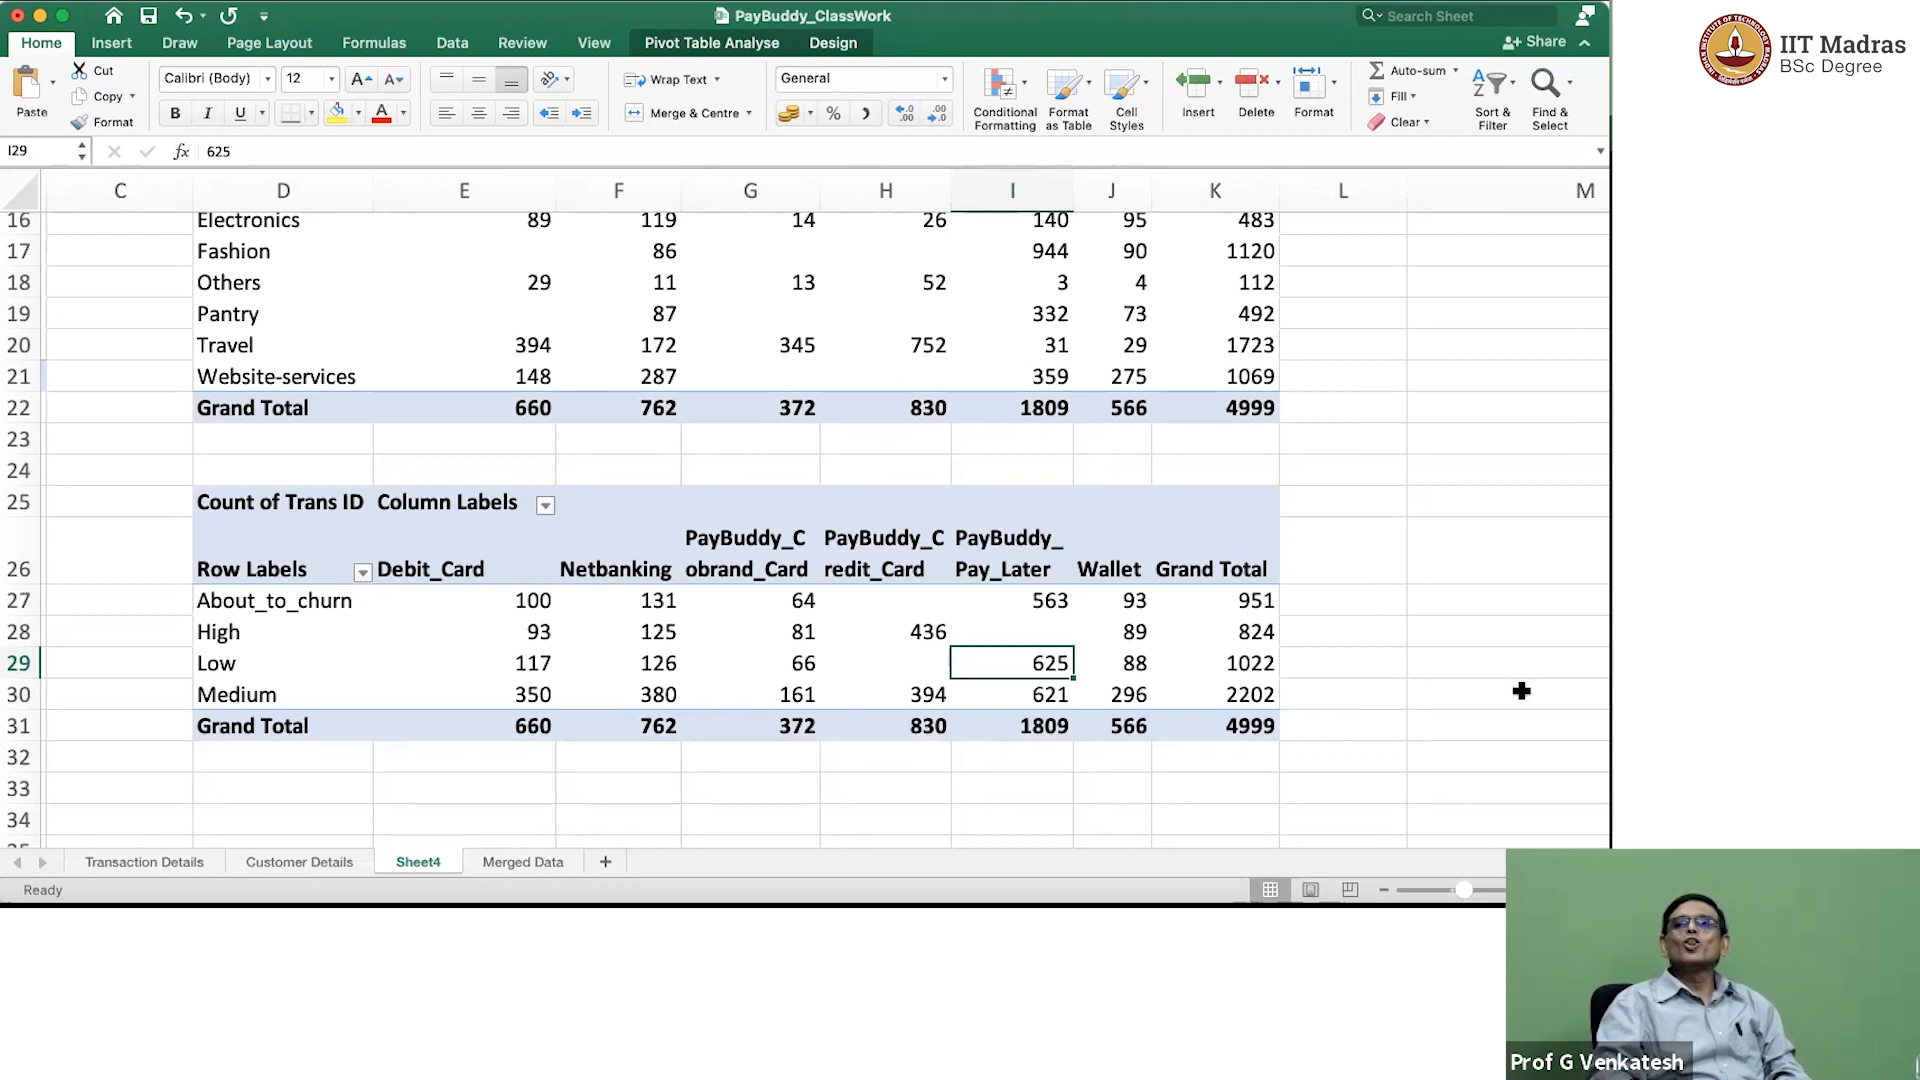 PayBuddy_ClassWork
Search Sheet
Home Insert Draw Page Layout Formulas Data Review View Pivot Table Analyse Design Share
Paste Cut Copy Format
Calibri (Body) 12
B I U
Wrap Text
Merge & Centre
General
Conditional Formatting
Format as Table
Cell Styles
Insert Delete Format
Auto-sum
Fill
Clear
Sort & Filter
Find & Select
I29 fx 625
C D E F G H I J K L M
16 Electronics 89 119 14 26 140 95 483
17 Fashion 86 944 90 1120
18 Others 29 11 13 52 3 4 112
19 Pantry 87 332 73 492
20 Travel 394 172 345 752 31 29 1723
21 Website-services 148 287 359 275 1069
22 Grand Total 660 762 372 830 1809 566 4999
23
24
25 Count of Trans ID Column Labels
PayBuddy_C PayBuddy_C PayBuddy_
26 Row Labels Debit_Card Netbanking obrand_Card redit_Card Pay_Later Wallet Grand Total
27 About_to_churn 100 131 64 563 93 951
28 High 93 125 81 436 89 824
29 Low 117 126 66 625 88 1022
30 Medium 350 380 161 394 621 296 2202
31 Grand Total 660 762 372 830 1809 566 4999
32
33
34
Transaction Details Customer Details Sheet4 Merged Data
Ready
IIT Madras
BSc Degree
Prof G Venkatesh